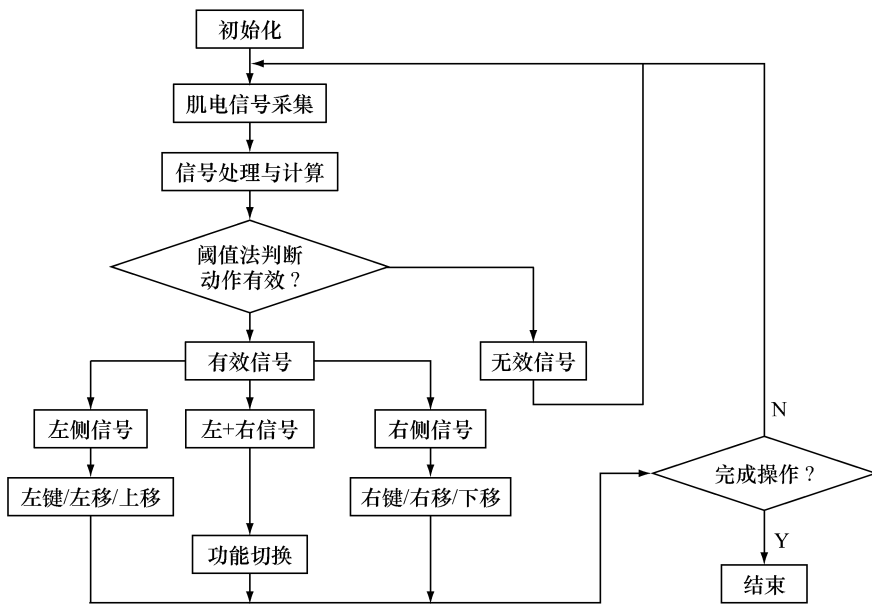 初始化
肌电信号采集
信号处理与计算
阈值法判断
动作有效？
有效信号
无效信号
左侧信号
左+右信号
右侧信号
N
完成操作？
左键/左移/上移
右键/右移/下移
功能切换
Y
结束